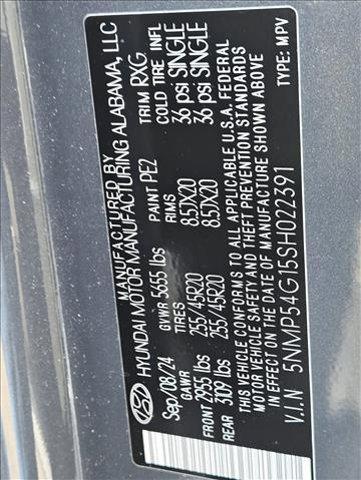 MANUFACTURED BY
HYUNDAI MOTOR MANUFACTURING ALABAMA, LLC
Sep/08/24 GVWR 5655 lbs PAINT PE2 TRIM RXG
GAWR TIRES RIMS COLD TIRE INFL
FRONT 2955 lbs 255/45R20 8.5JX20 36 psi SINGLE
REAR 3109 lbs 255/45R20 8.5JX20 36 psi SINGLE
THIS VEHICLE CONFORMS TO ALL APPLICABLE U.S.A. FEDERAL
MOTOR VEHICLE SAFETY AND THEFT PREVENTION STANDARDS
IN EFFECT ON THE DATE OF MANUFACTURE SHOWN ABOVE
V.I.N 5NMP54G15SH022391 TYPE: MPV